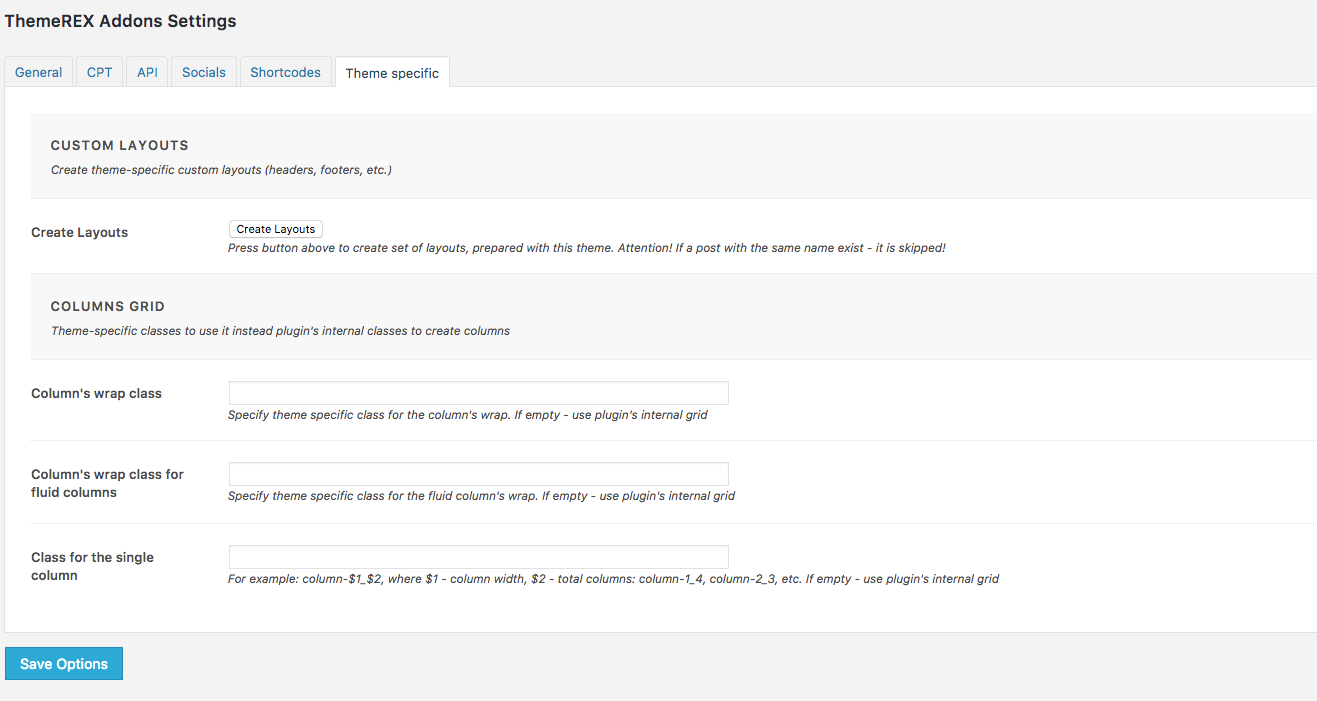 ThemeREX Addons Settings
General CPT API Socials Shortcodes Theme specific
CUSTOM LAYOUTS
Create theme-specific custom layouts (headers, footers, etc.)
Create Layouts
Create Layouts
Press button above to create set of layouts, prepared with this theme. Attention! If a post with the same name exist - it is skipped!
COLUMNS GRID
Theme-specific classes to use it instead plugin's internal classes to create columns
Column's wrap class
Specify theme specific class for the column's wrap. If empty - use plugin's internal grid
Column's wrap class for
fluid columns
Specify theme specific class for the fluid column's wrap. If empty - use plugin's internal grid
Class for the single
column
For example: column-$1_$2, where $1 - column width, $2 - total columns: column-1_4, column-2_3, etc. If empty - use plugin's internal grid
Save Options